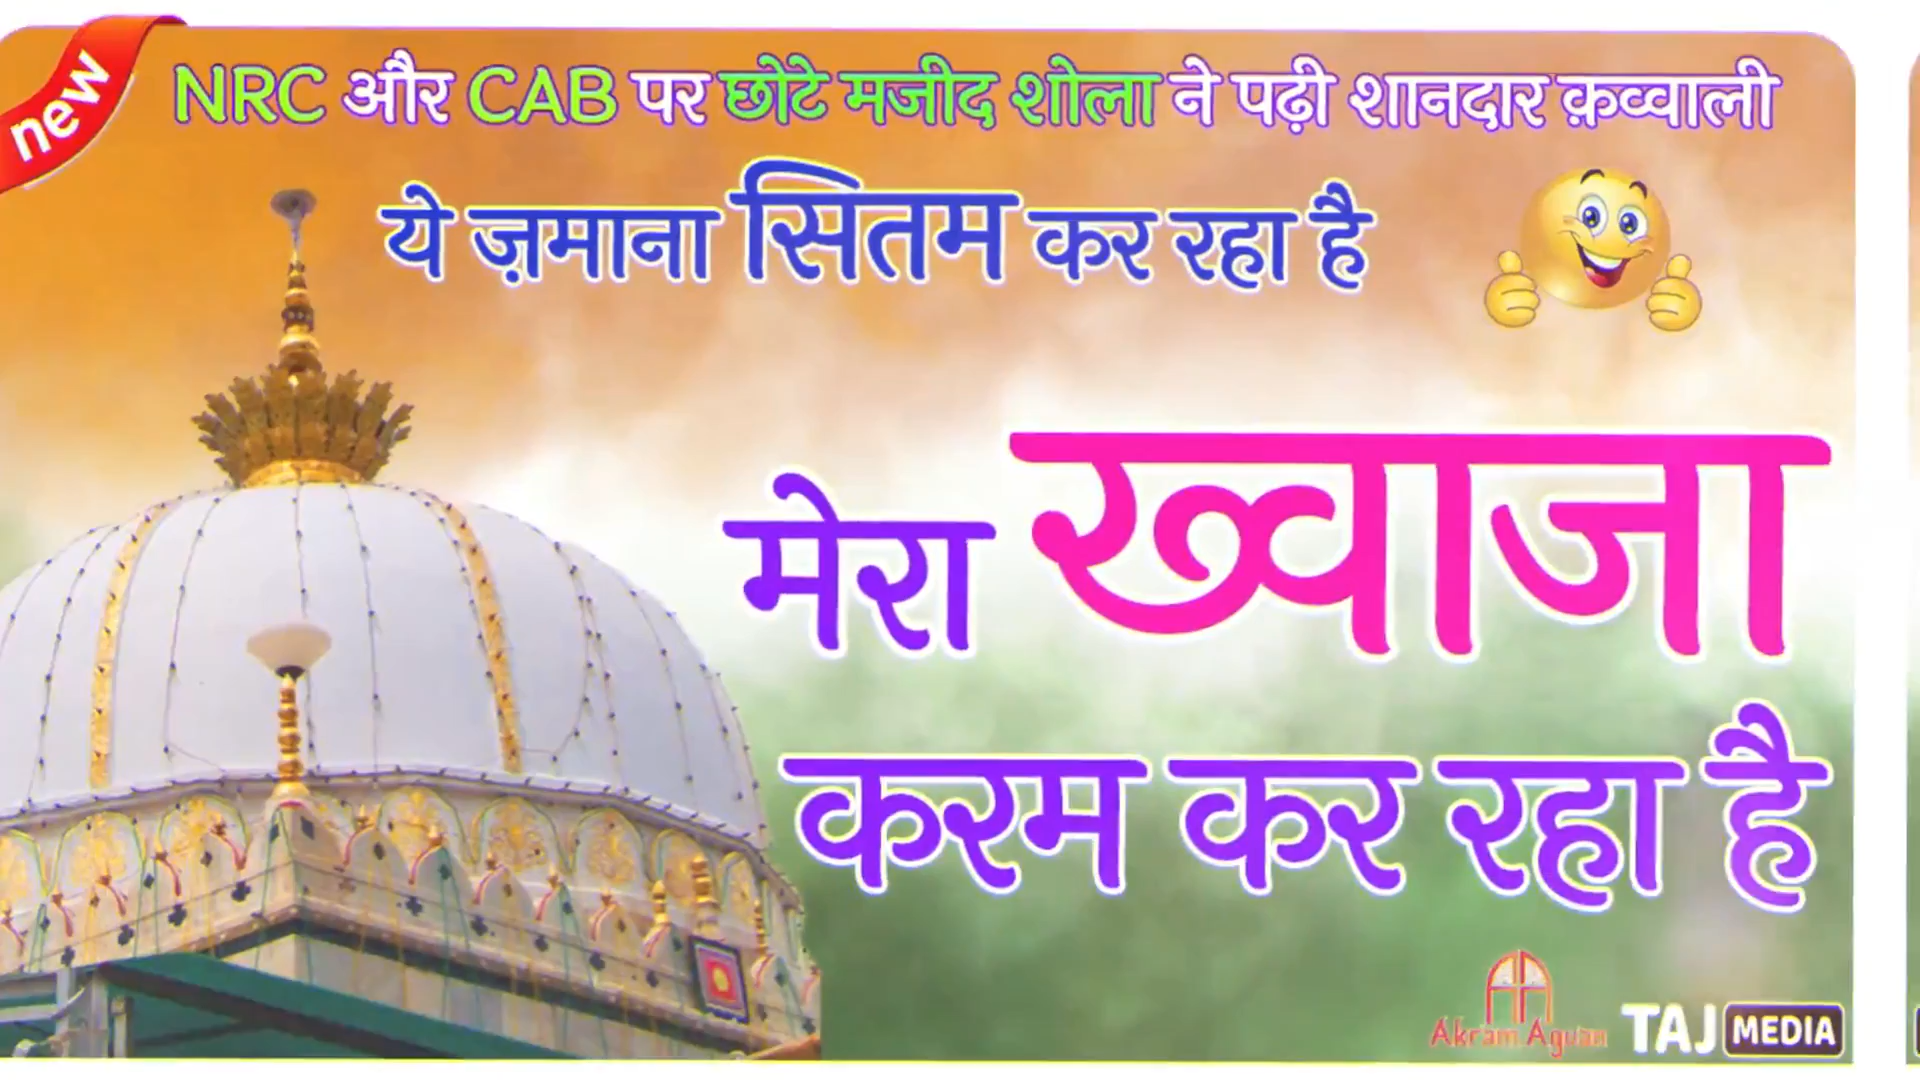 new
NRC और CAB पर छोटे मजीद शोला ने पढ़ी शानदार क़व्वाली
ये ज़माना सितम कर रहा है
मेरा ख्वाजा
करम कर रहा है
Akram Aguan
TAJ MEDIA